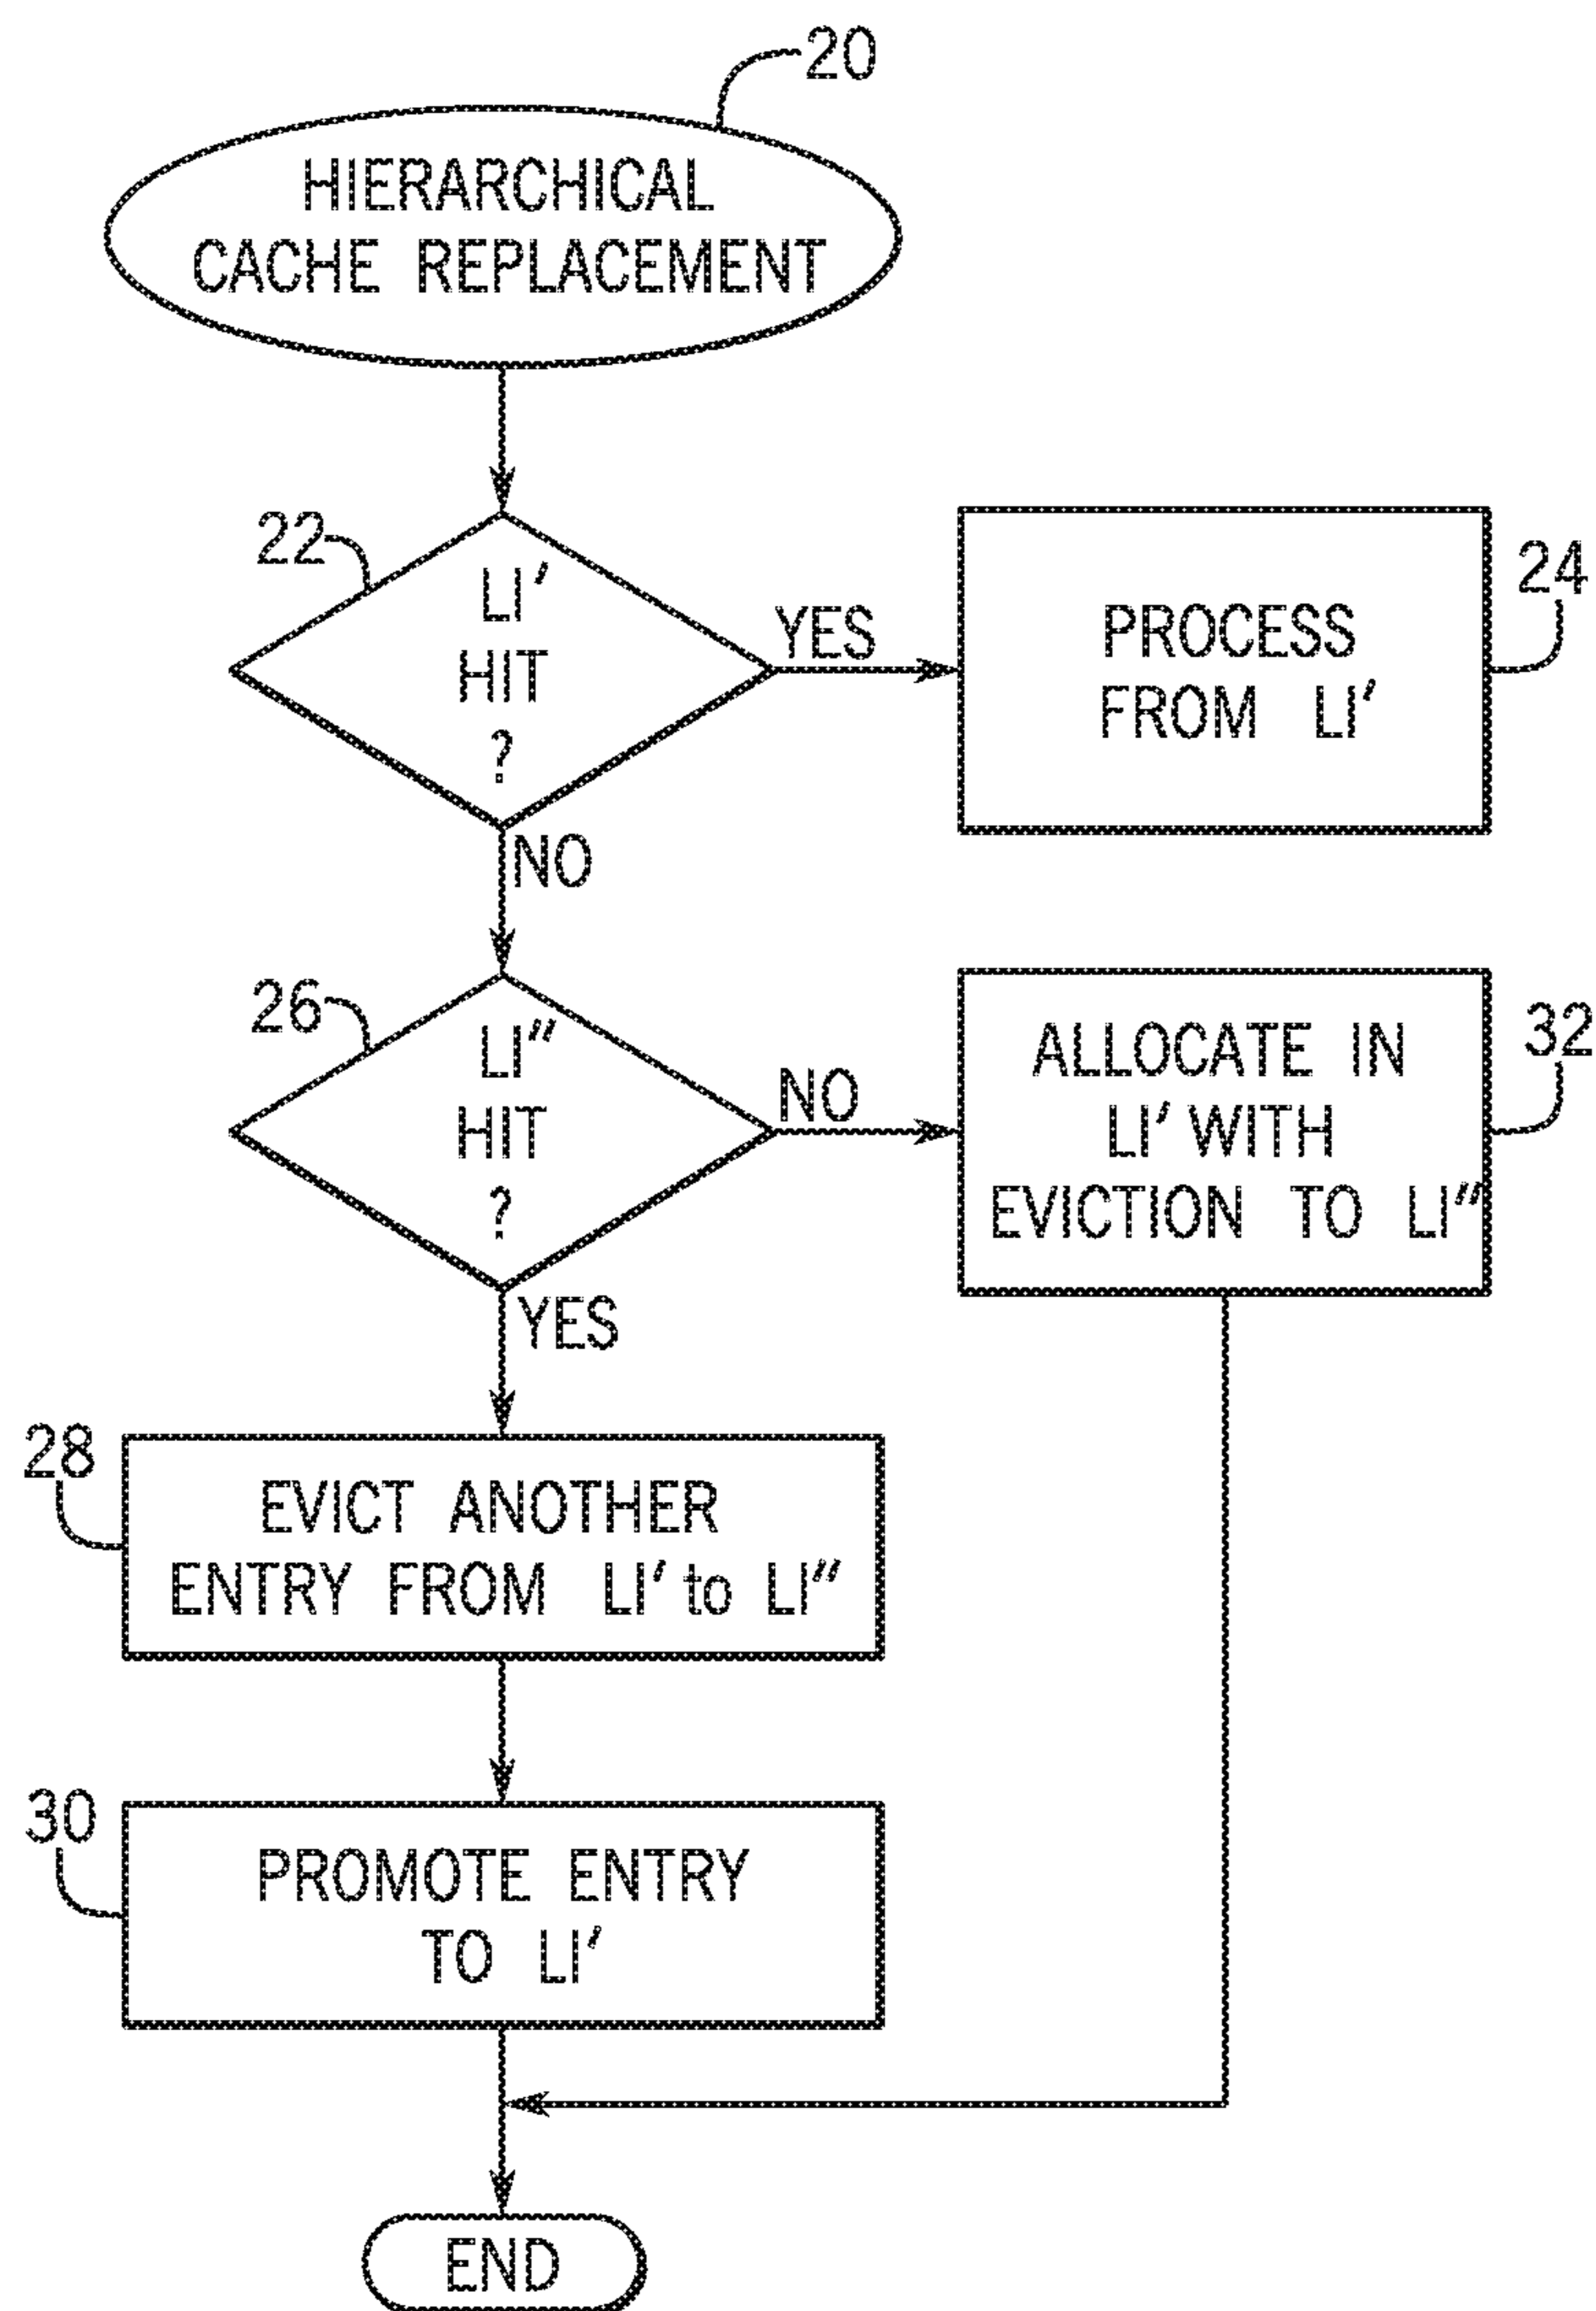 20
HIERARCHICAL
CACHE REPLACEMENT
22
LI'
HIT
?
YES
PROCESS
FROM LI'
24
NO
26
LI"
HIT
?
NO
ALLOCATE IN
LI' WITH
EVICTION TO LI"
32
YES
28
EVICT ANOTHER
ENTRY FROM LI' to LI"
30
PROMOTE ENTRY
TO LI'
END